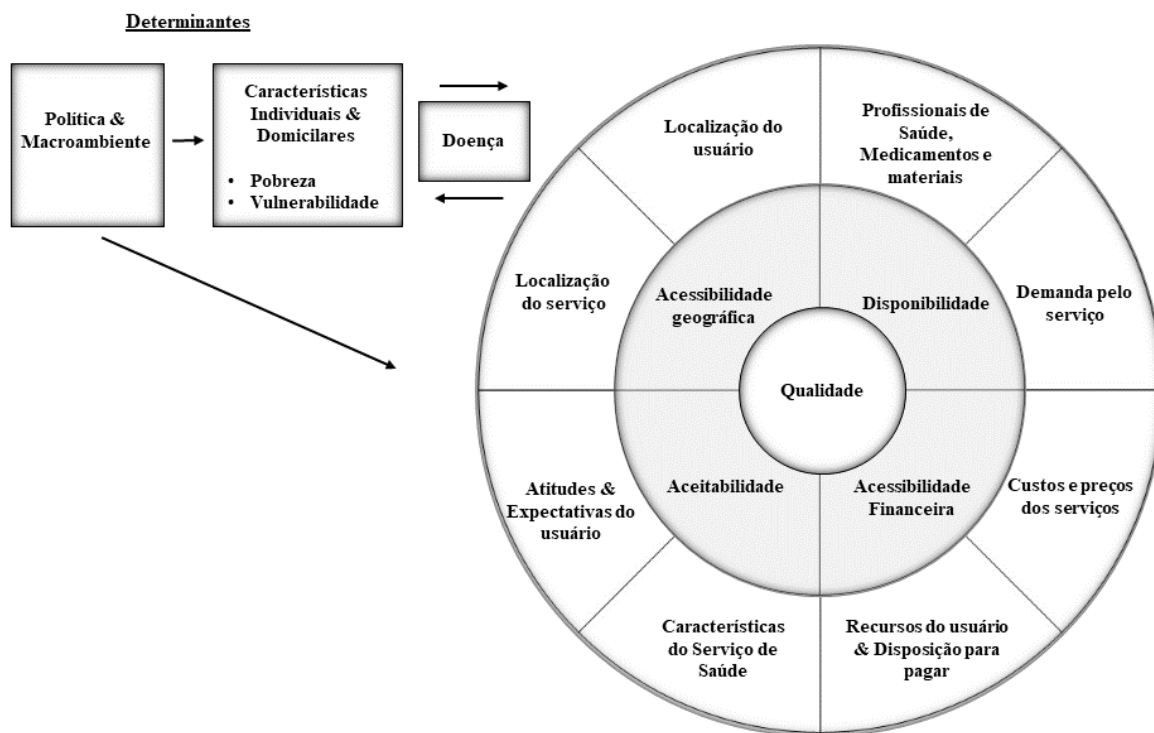 Determinantes
Política &
Macroambiente
Características
Individuais &
Domicilares
• Pobreza
• Vulnerabilidade
Doença
Localização do
usuário
Profissionais de
Saúde,
Medicamentos e
materiais
Localização
do serviço
Acessibilidade
geográfica
Disponibilidade
Demanda pelo
serviço
Qualidade
Atitudes &
Expectativas do
usuário
Aceitabilidade
Acessibilidade
Financeira
Custos e preços
dos serviços
Características
do Serviço de
Saúde
Recursos do usuário
& Disposição para
pagar